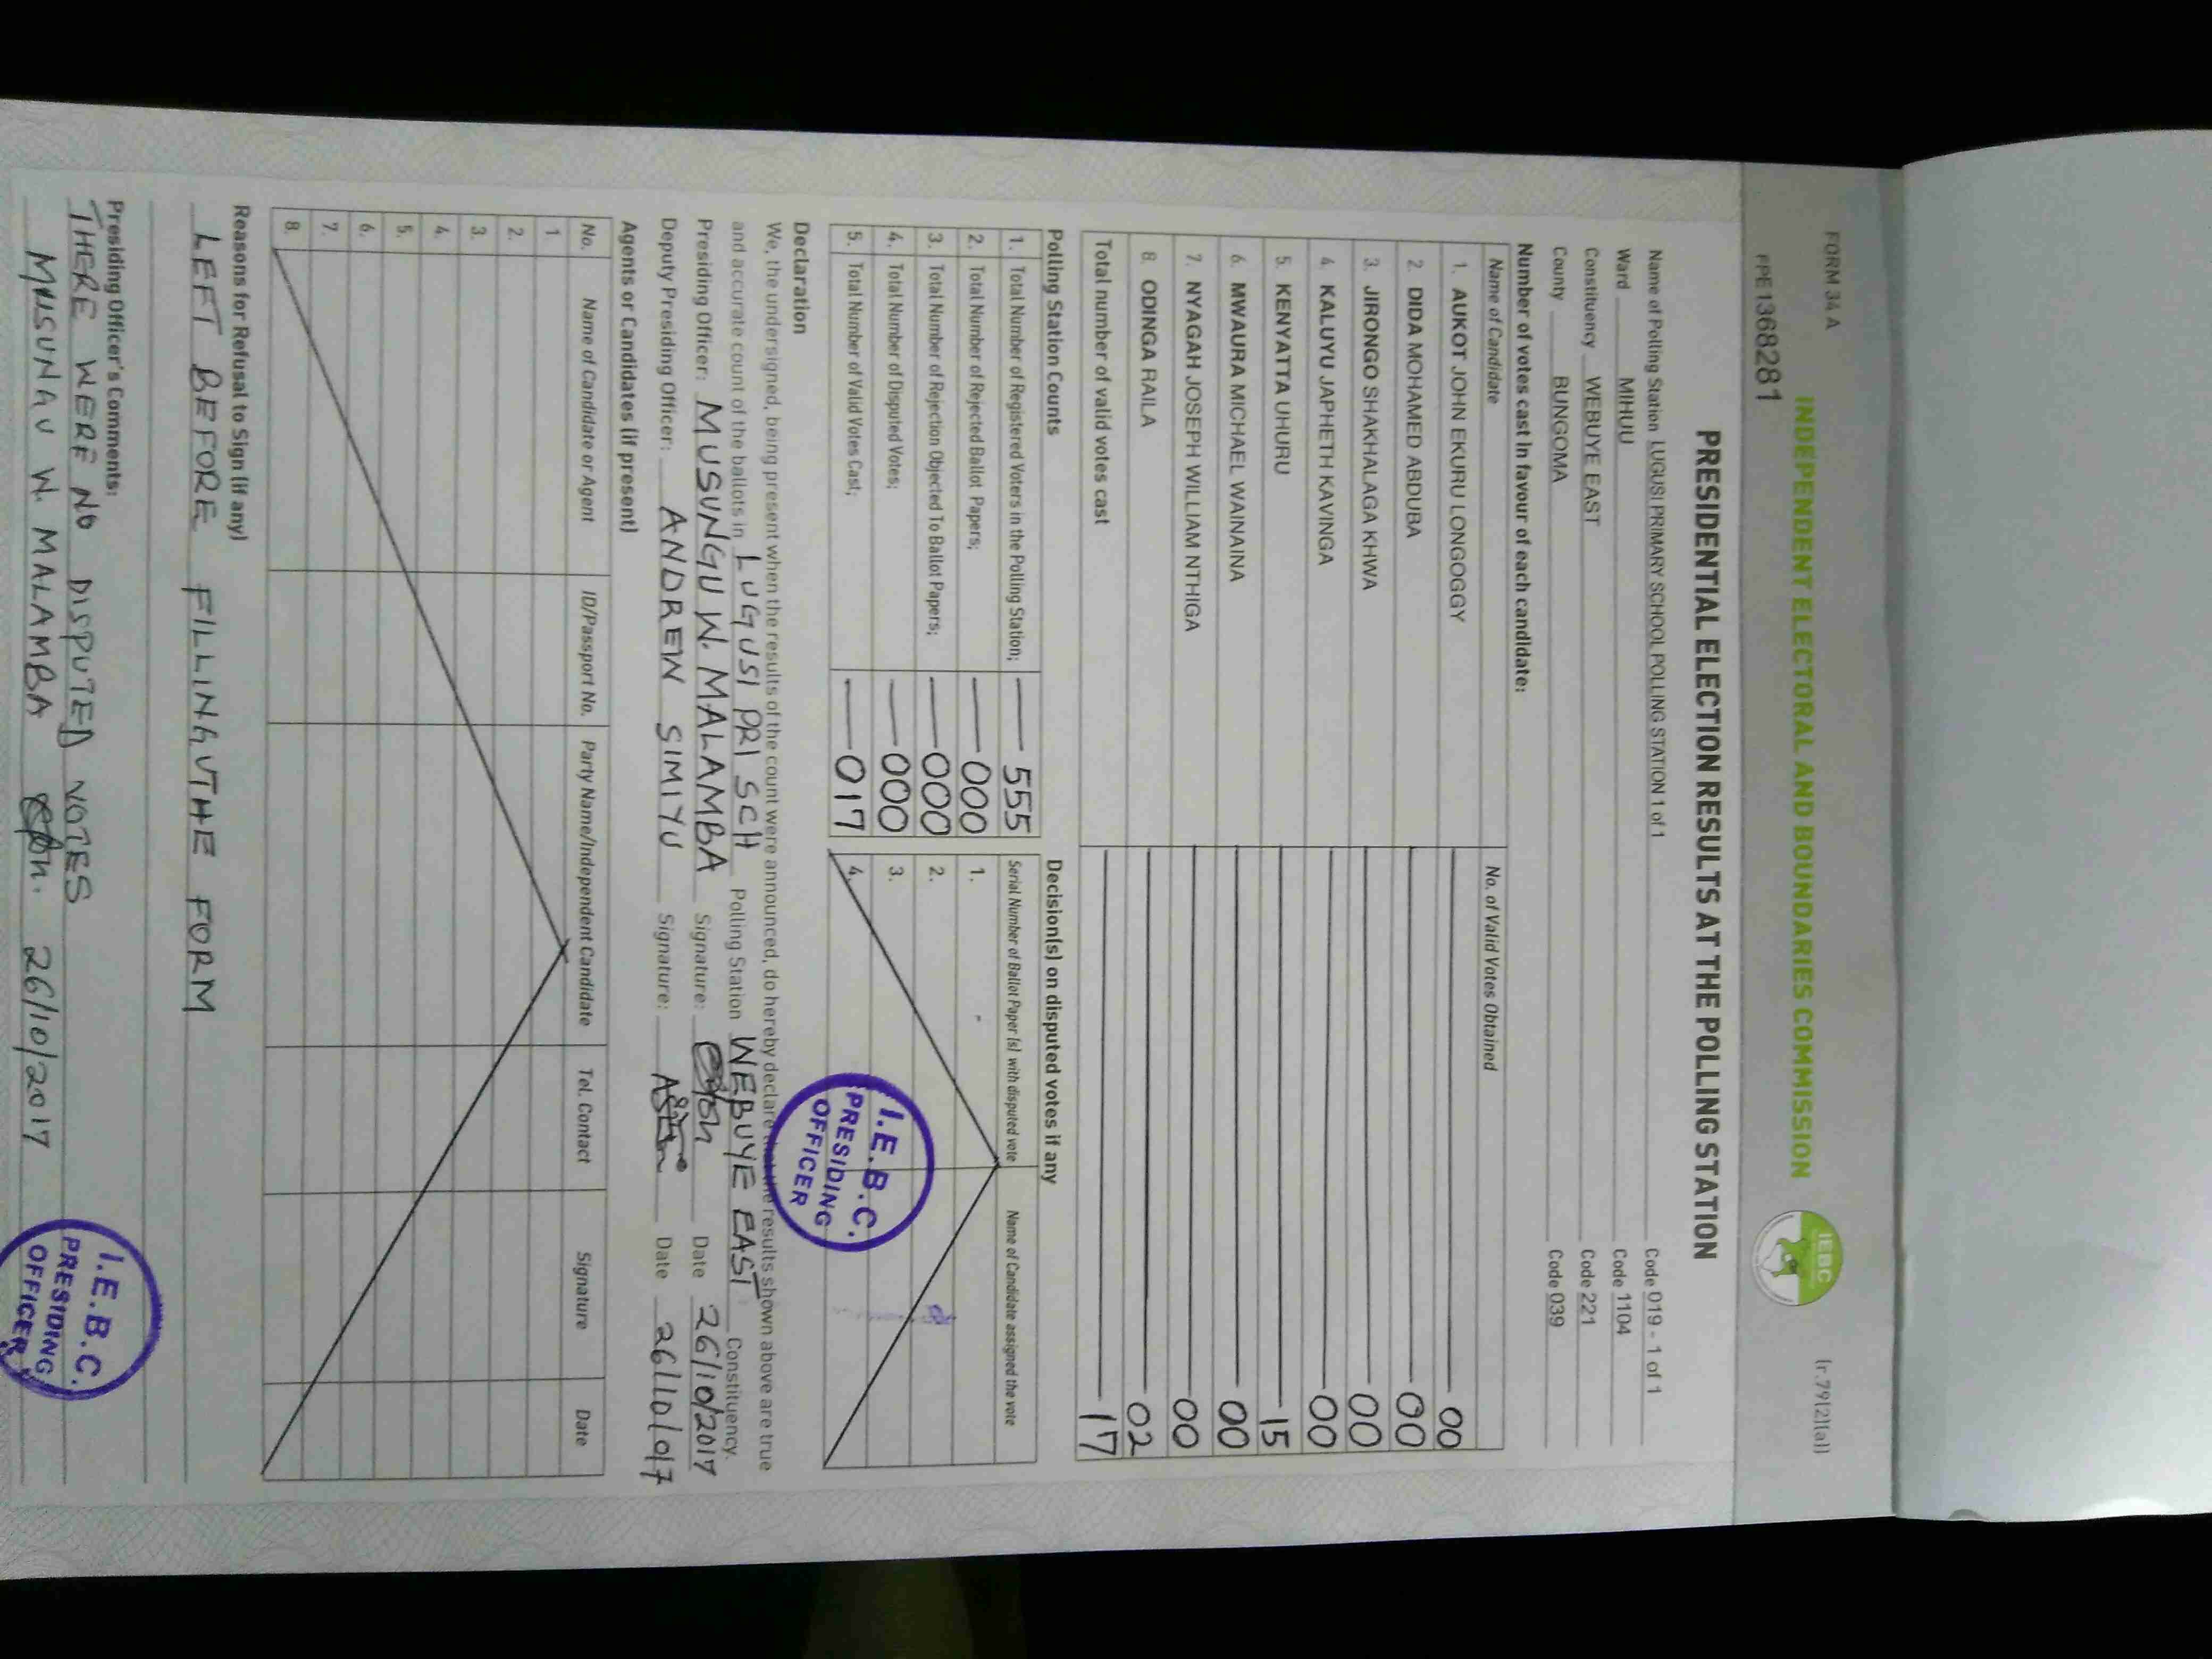 FORM 34 A
(r.79(2)(a))
INDEPENDENT ELECTORAL AND BOUNDARIES COMMISSION
IEBC
FPE1368281
PRESIDENTIAL ELECTION RESULTS AT THE POLLING STATION
Name of Polling Station LUGUSI PRIMARY SCHOOL POLLING STATION 1 of 1 Code 019 - 1 of 1
Ward MIHUU Code 1104
Constituency WEBUYE EAST Code 221
County BUNGOMA Code 039
Number of votes cast in favour of each candidate:
Name of Candidate No. of Valid Votes Obtained
1. AUKOT JOHN EKURU LONGOGGY 00
2. DIDA MOHAMED ABDUBA 00
3. JIRONGO SHAKHALAGA KHWA 00
4. KALUYU JAPHETH KAVINGA 00
5. KENYATTA UHURU 15
6. MWAURA MICHAEL WAINAINA 00
7. NYAGAH JOSEPH WILLIAM NTHIGA 00
8. ODINGA RAILA 02
Total number of valid votes cast 17
Polling Station Counts
1. Total Number of Registered Voters in the Polling Station; 555
2. Total Number of Rejected Ballot Papers; 000
3. Total Number of Rejection Objected To Ballot Papers; 000
4. Total Number of Disputed Votes; 000
5. Total Number of Valid Votes Cast; 017
Decision(s) on disputed votes if any
Serial Number of Ballot Paper (s) with disputed vote Name of Candidate assigned the vote
1.
2.
3.
4.
I.E.B.C.
PRESIDING
OFFICER
Declaration
We, the undersigned, being present when the results of the count were announced, do hereby declare that the results shown above are true
and accurate count of the ballots in LUGUSI PRI SCH Polling Station WEBUYE EAST Constituency.
Presiding Officer: MUSUNGU W. MALAMBA Signature: Date 26/10/2017
Deputy Presiding Officer: ANDREW SIMIYU Signature: Date
Agents or Candidates (if present)
No. Name of Candidate or Agent ID/Passport No. Party Name/Independent Candidate Tel. Contact Signature Date
1.
2.
3.
4.
5.
6.
7.
8.
Reasons for Refusal to Sign (if any)
LEFT BEFORE FILLING THE FORM
Presiding Officer's Comments:
THERE WERE NO DISPUTED VOTES
MUSUNGU W. MALAMBA 26/10/2017
I.E.B.C.
PRESIDING
OFFICER